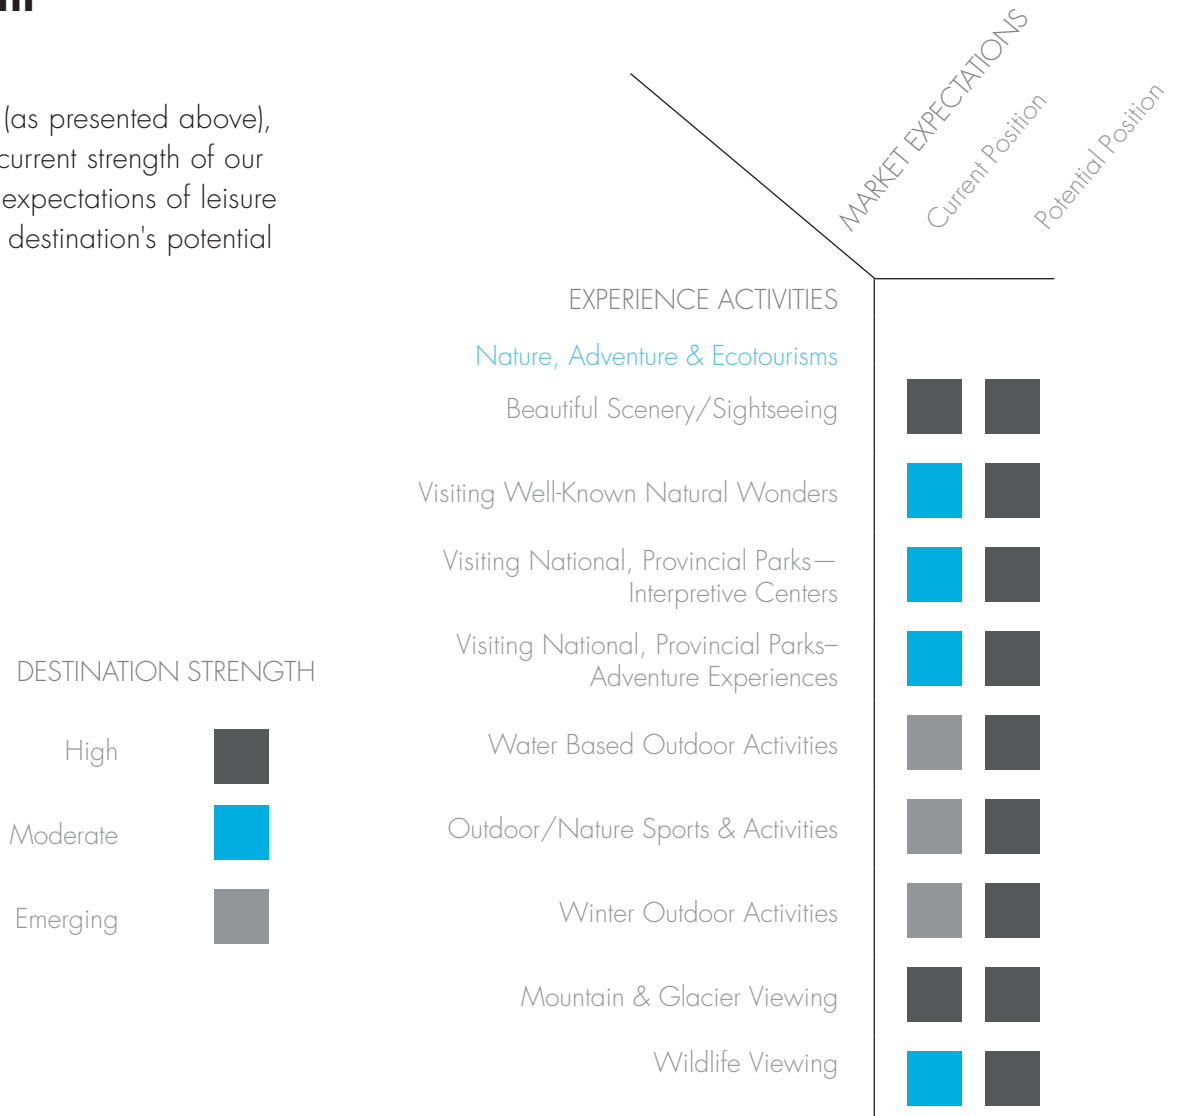 (as presented above),
current strength of our
expectations of leisure
destination's potential
MARKET EXPECTATIONS
Current Position
Potential Position
EXPERIENCE ACTIVITIES
Nature, Adventure & Ecotourisms
Beautiful Scenery/Sightseeing
Visiting Well-Known Natural Wonders
Visiting National, Provincial Parks—
Interpretive Centers
Visiting National, Provincial Parks–
Adventure Experiences
Water Based Outdoor Activities
Outdoor/Nature Sports & Activities
Winter Outdoor Activities
Mountain & Glacier Viewing
Wildlife Viewing
DESTINATION STRENGTH
High
Moderate
Emerging